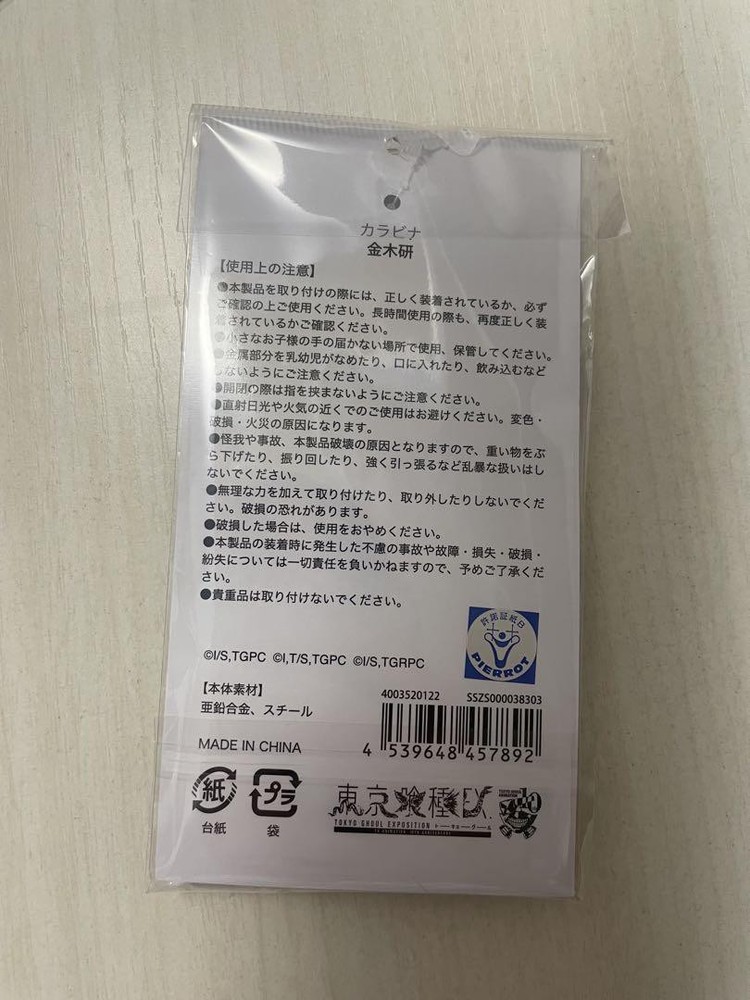 カラビナ
金木研
【使用上の注意】
●本製品を取り付けの際には、正しく装着されているか、必ず
ご確認の上ご使用ください。長時間使用の際も、再度正しく装
着されているかご確認ください。
●小さなお子様の手の届かない場所で使用、保管してください。
●金属部分を乳幼児がなめたり、口に入れたり、飲み込むなど
しないようにご注意ください。
●開閉の際は指を挟まないようにご注意ください。
●直射日光や火気の近くでのご使用はお避けください。変色・
破損・火災の原因になります。
●怪我や事故、本製品破壊の原因となりますので、重い物をぶ
ら下げたり、振り回したり、強く引っ張るなど乱暴な扱いはし
ないでください。
●無理な力を加えて取り付けたり、取り外したりしないでくだ
さい。破損の恐れがあります。
●破損した場合は、使用をおやめください。
●本製品の装着時に発生した不慮の事故や故障・損失・破損・
紛失については一切責任を負いかねますので、予めご了承くだ
さい。
●貴重品は取り付けないでください。
許諾証紙B
PIERROT
©I/S,TGPC ©I,T/S,TGPC ©I/S,TGRPC
【本体素材】
亜鉛合金、スチール
4003520122 SSZS000038303
4 539648 457892
MADE IN CHINA
紙
台紙
プラ
袋
東京喰種EX.
TOKYO GHOUL EXPOSITION トーキョーグール
TV ANIMATION 10th ANNIVERSARY